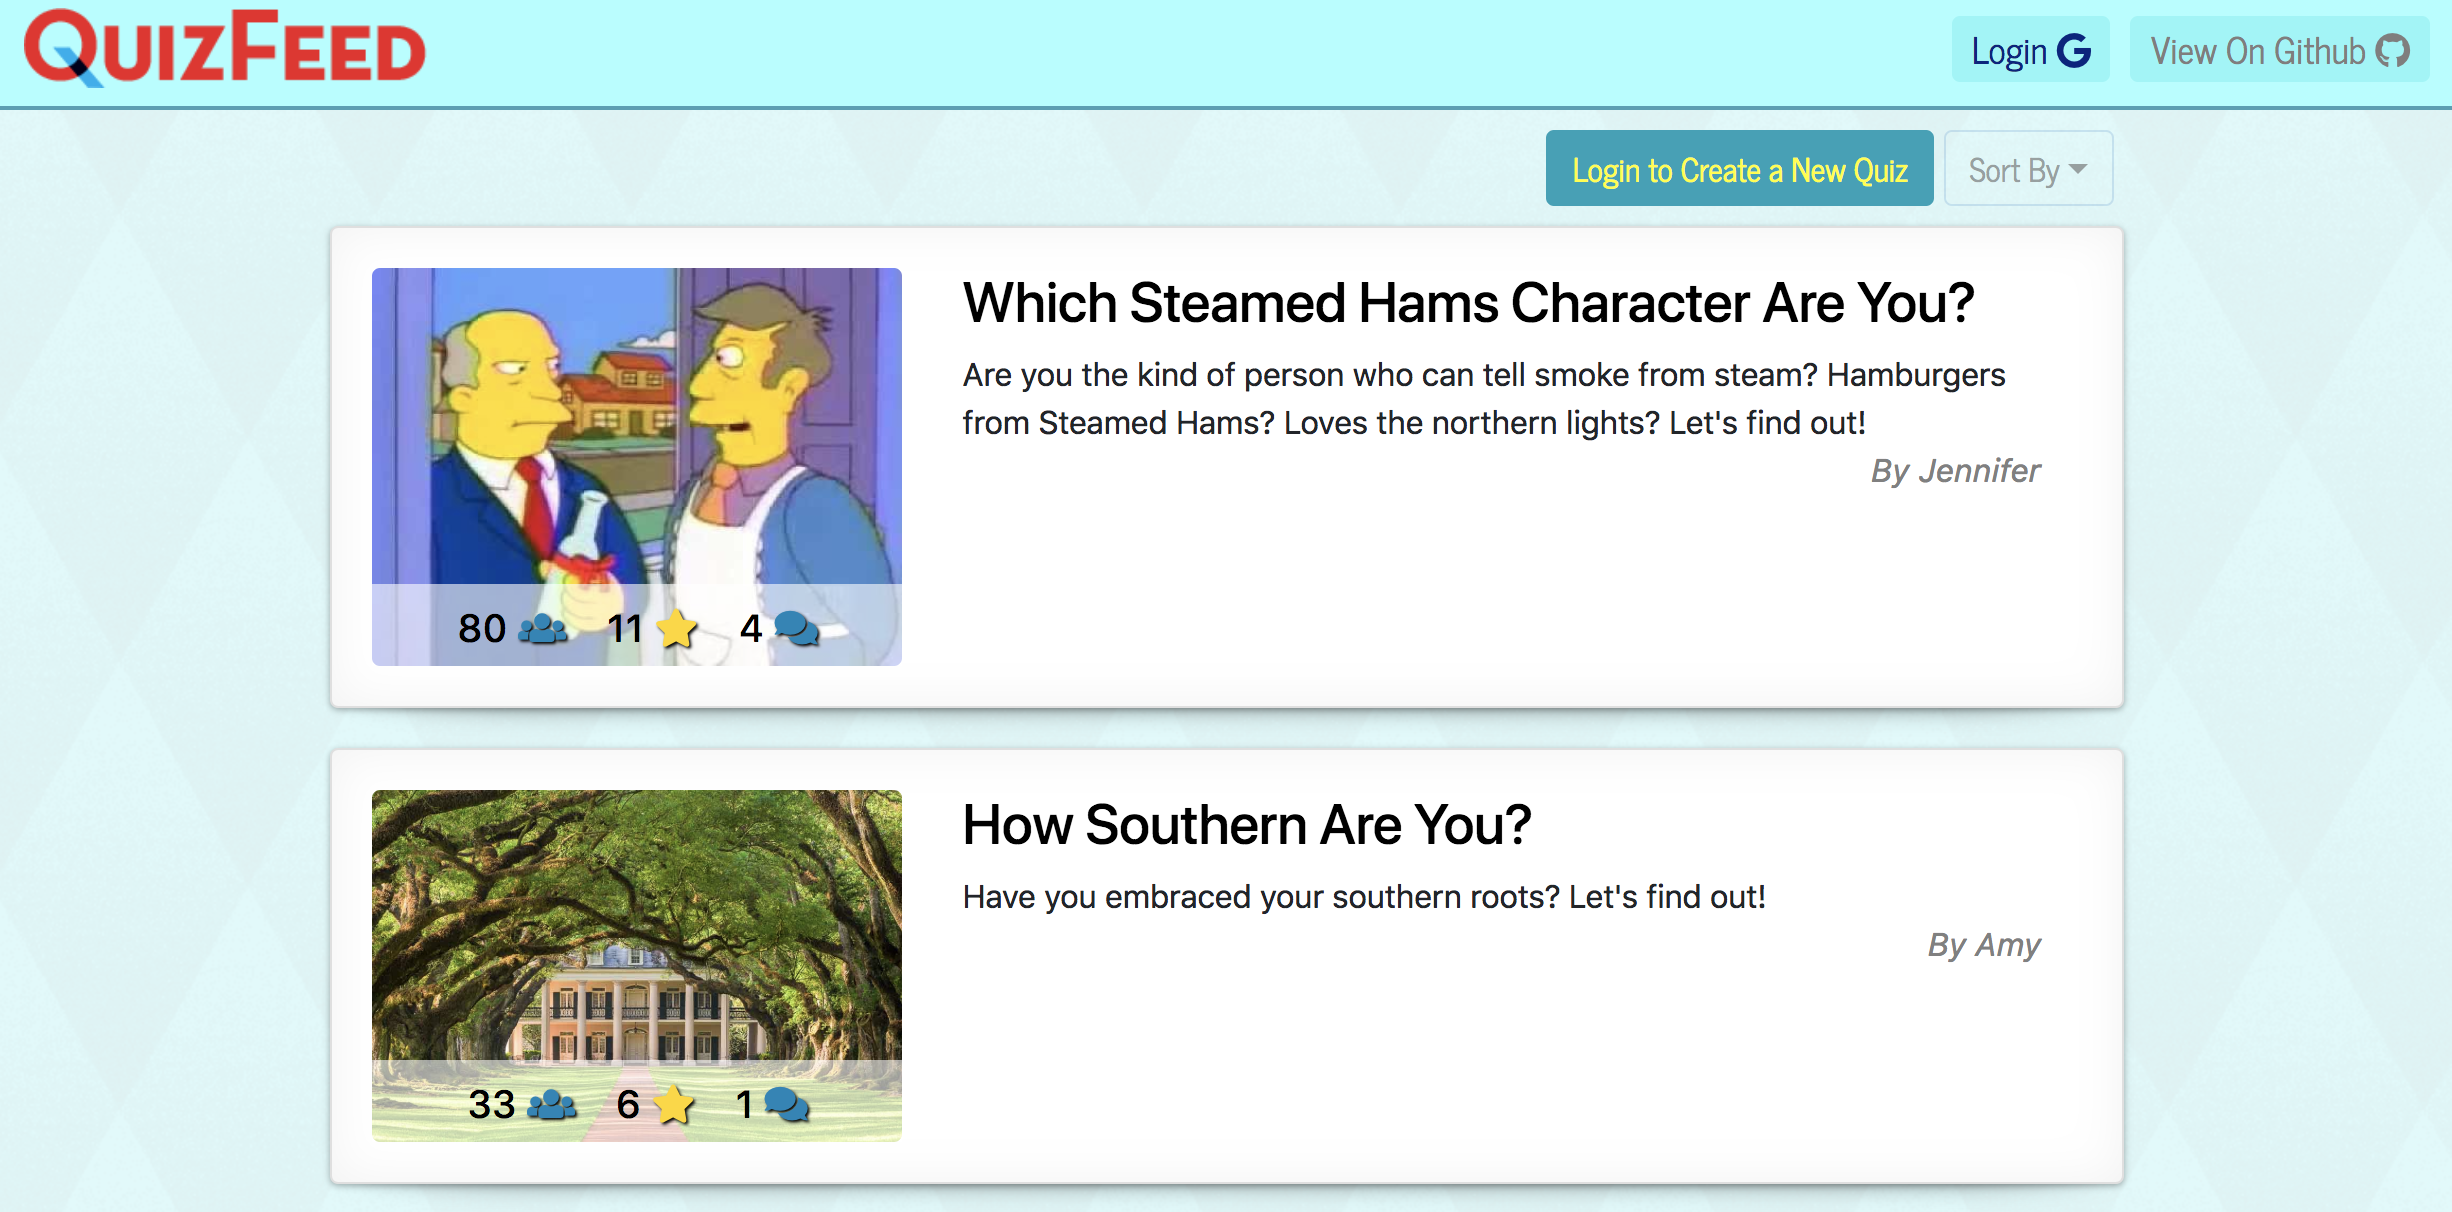 QUIZFEED
Login
View On Github
Login to Create a New Quiz
Sort By
Which Steamed Hams Character Are You?
Are you the kind of person who can tell smoke from steam? Hamburgers
from Steamed Hams? Loves the northern lights? Let's find out!
By Jennifer
80 11 4
How Southern Are You?
Have you embraced your southern roots? Let's find out!
By Amy
33 6 1